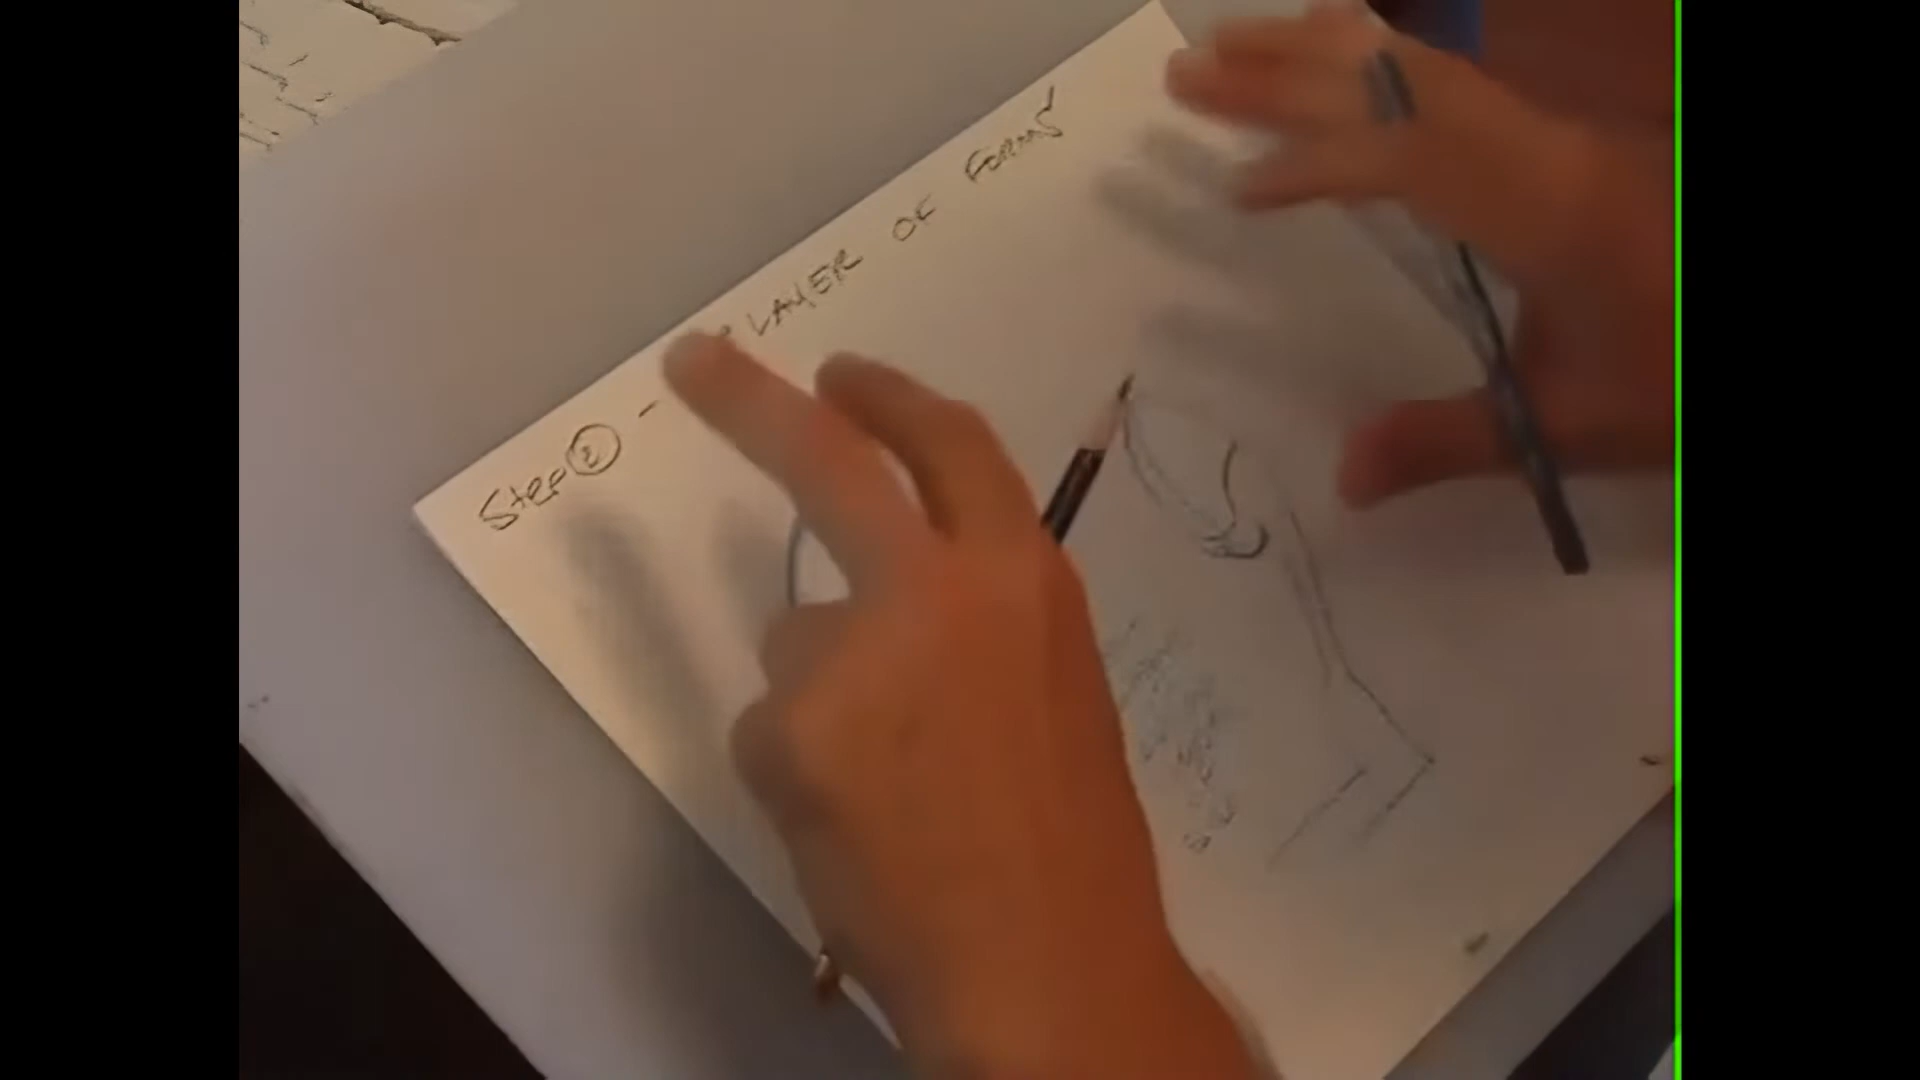 Step ② - LAYER OF FORMS